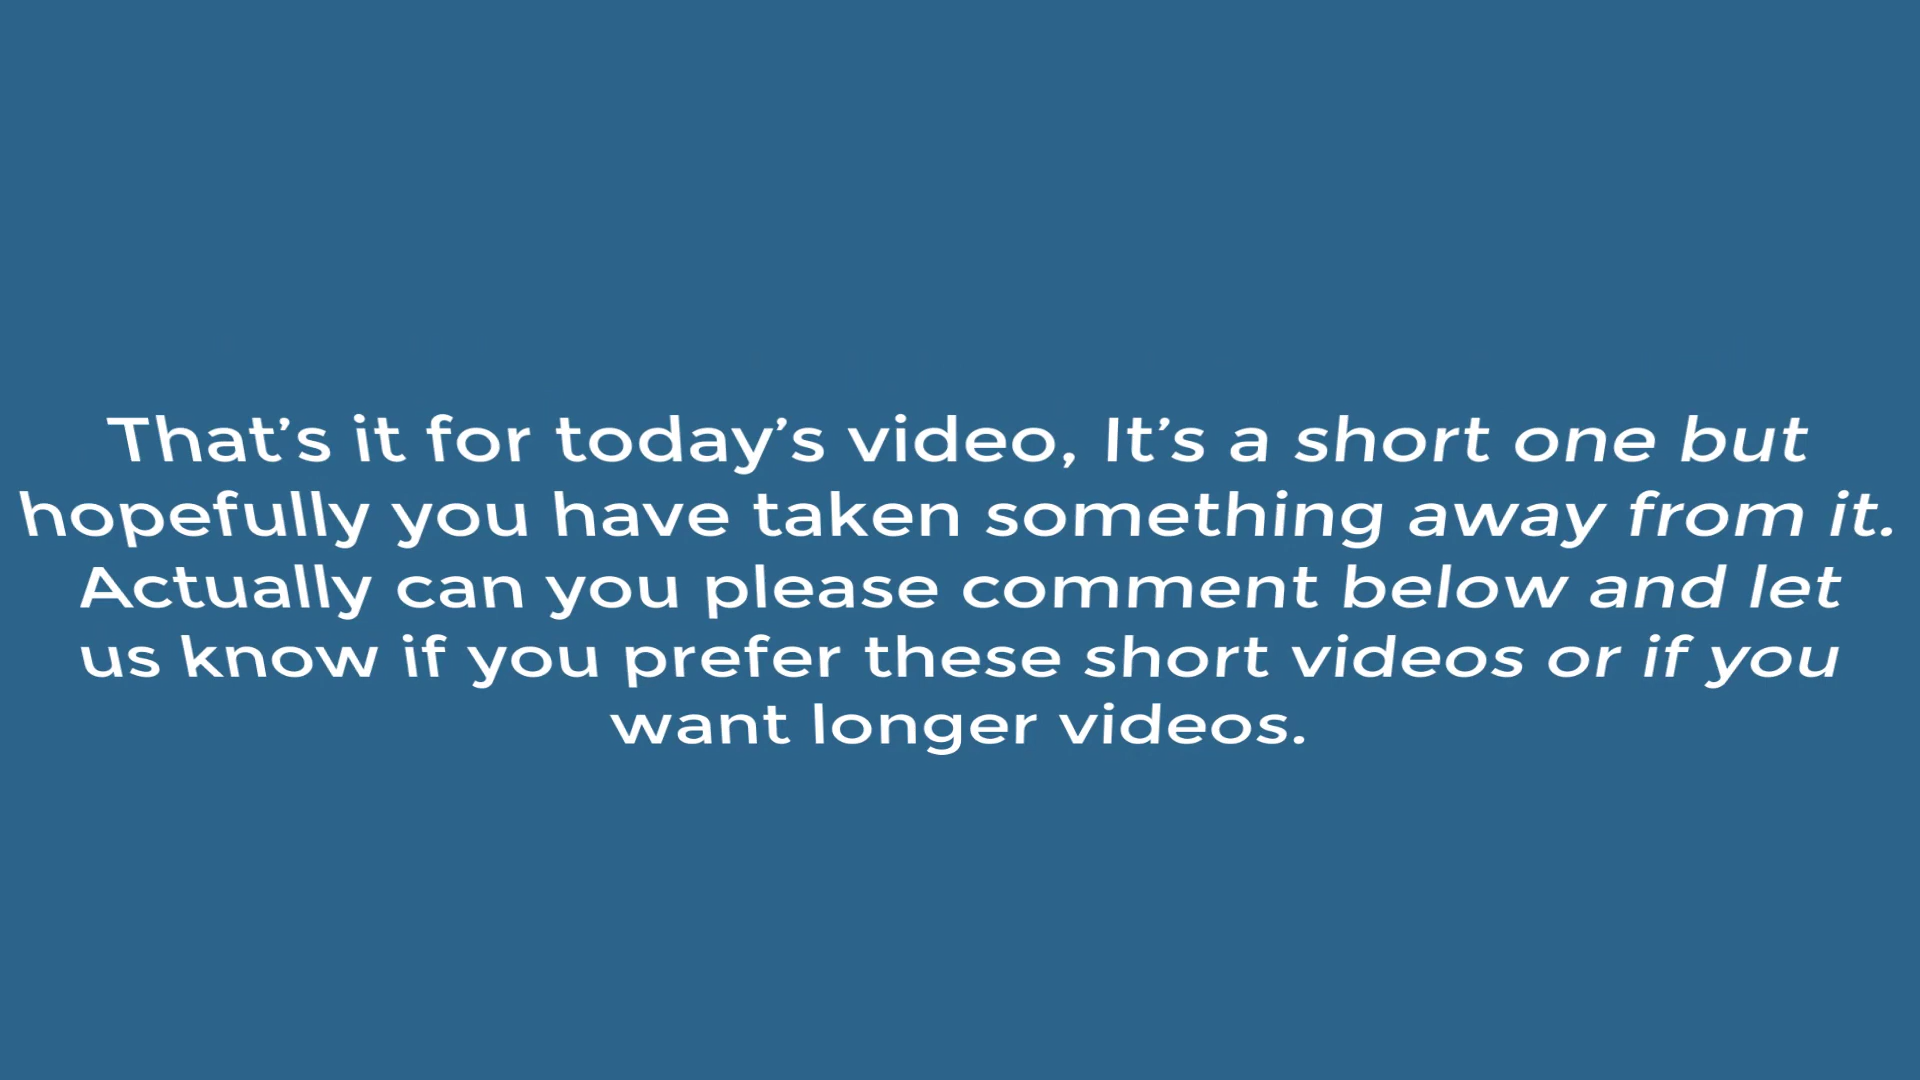 That’s it for today’s video, It’s a short one but
hopefully you have taken something away from it.
Actually can you please comment below and let
us know if you prefer these short videos or if you
want longer videos.